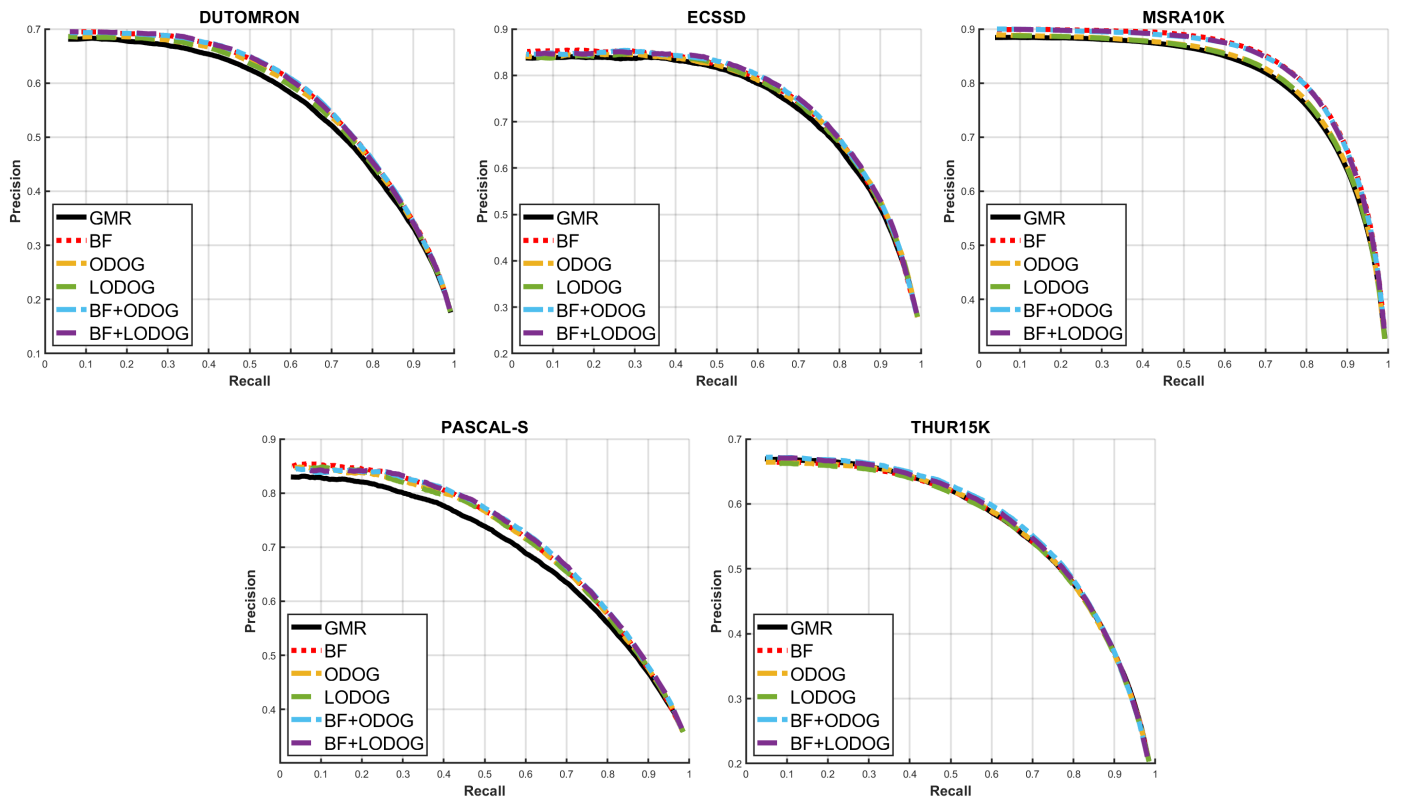 DUTOMRON
0.7
0.6
0.5
0.4
0.3
0.2
0.1
Precision
GMR
BF
ODOG
LODOG
BF+ODOG
BF+LODOG
0 0.1 0.2 0.3 0.4 0.5 0.6 0.7 0.8 0.9 1
Recall
ECSSD
0.9
0.8
0.7
0.6
0.5
0.4
0.3
0.2
Precision
GMR
BF
ODOG
LODOG
BF+ODOG
BF+LODOG
0 0.1 0.2 0.3 0.4 0.5 0.6 0.7 0.8 0.9 1
Recall
MSRA10K
0.9
0.8
0.7
0.6
0.5
0.4
Precision
GMR
BF
ODOG
LODOG
BF+ODOG
BF+LODOG
0 0.1 0.2 0.3 0.4 0.5 0.6 0.7 0.8 0.9 1
Recall
PASCAL-S
0.9
0.8
0.7
0.6
0.5
0.4
Precision
GMR
BF
ODOG
LODOG
BF+ODOG
BF+LODOG
0 0.1 0.2 0.3 0.4 0.5 0.6 0.7 0.8 0.9 1
Recall
THUR15K
0.7
0.6
0.5
0.4
0.3
0.2
Precision
GMR
BF
ODOG
LODOG
BF+ODOG
BF+LODOG
0 0.1 0.2 0.3 0.4 0.5 0.6 0.7 0.8 0.9 1
Recall